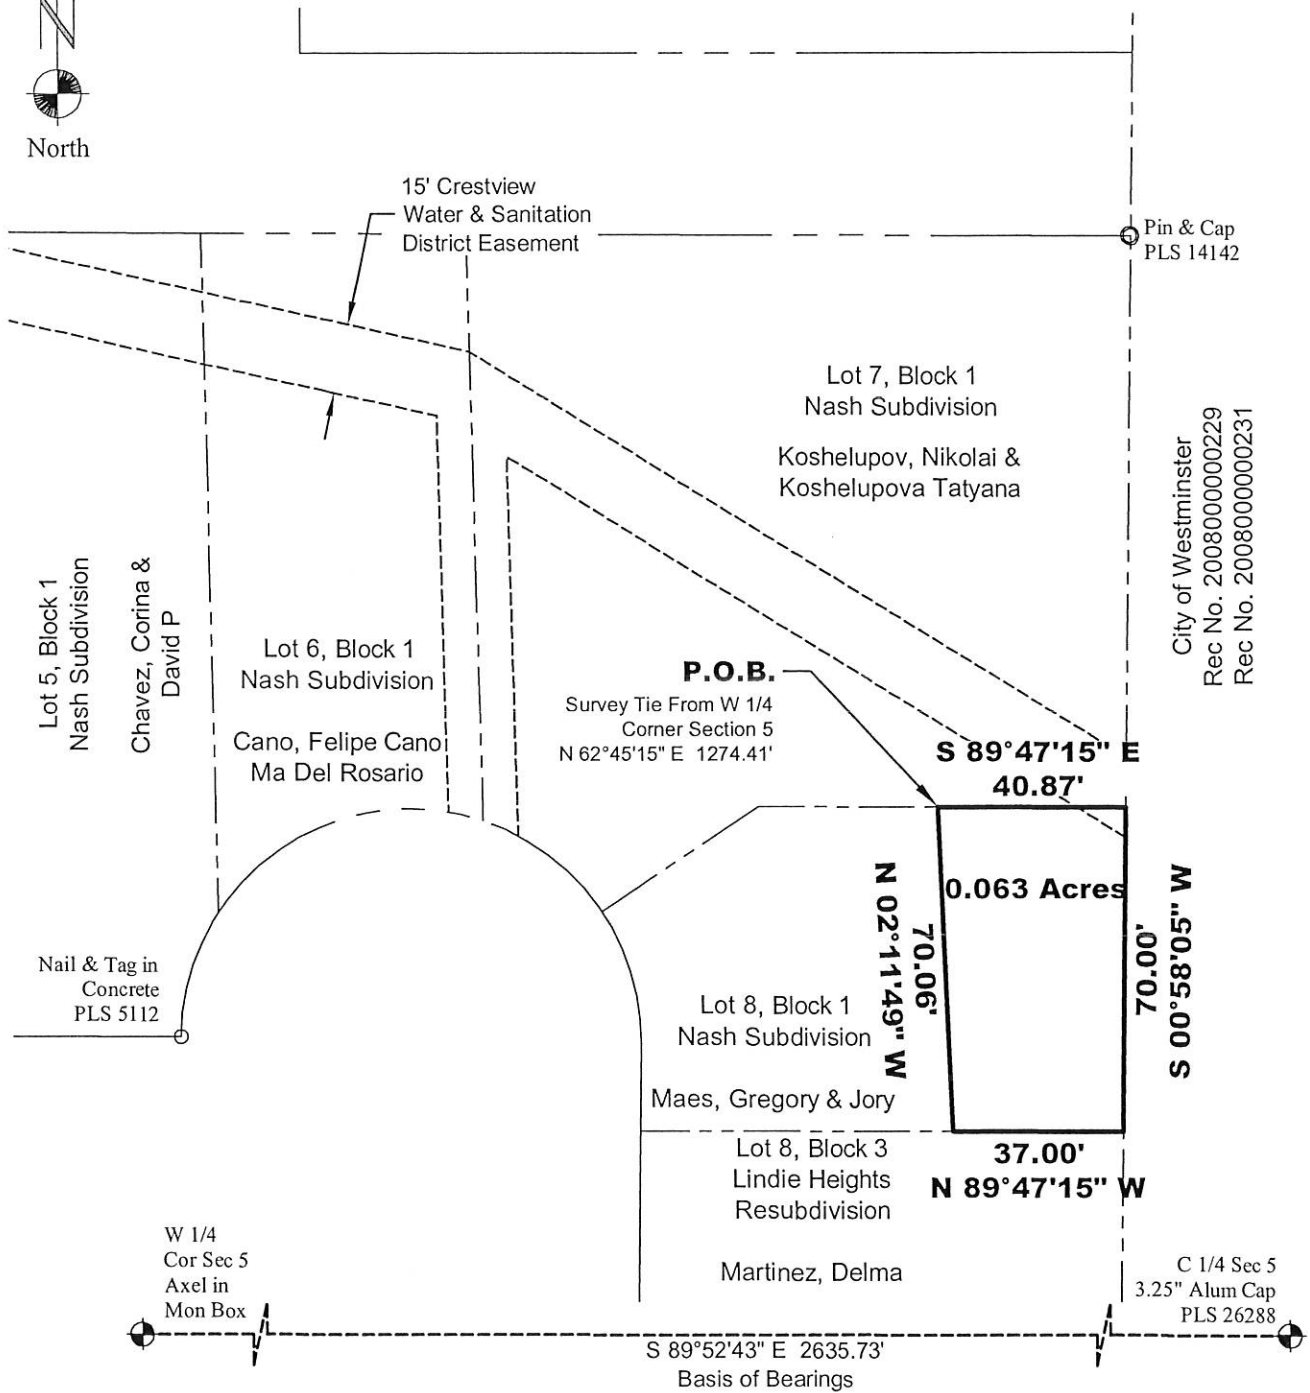 N
North
15' Crestview
Water & Sanitation
District Easement
Pin & Cap
PLS 14142
Lot 7, Block 1
Nash Subdivision
Koshelupov, Nikolai &
Koshelupova Tatyana
City of Westminster
Rec No. 2008000000229
Rec No. 2008000000231
Lot 5, Block 1
Nash Subdivision
Chavez, Corina &
David P
Lot 6, Block 1
Nash Subdivision
Cano, Felipe Cano
Ma Del Rosario
P.O.B.
Survey Tie From W 1/4
Corner Section 5
N 62°45'15" E 1274.41'
S 89°47'15" E
40.87'
0.063 Acres
N 02°11'49" W
70.06'
70.00'
S 00°58'05" W
Nail & Tag in
Concrete
PLS 5112
Lot 8, Block 1
Nash Subdivision
Maes, Gregory & Jory
37.00'
N 89°47'15" W
Lot 8, Block 3
Lindie Heights
Resubdivision
Martinez, Delma
W 1/4
Cor Sec 5
Axel in
Mon Box
C 1/4 Sec 5
3.25" Alum Cap
PLS 26288
S 89°52'43" E 2635.73'
Basis of Bearings